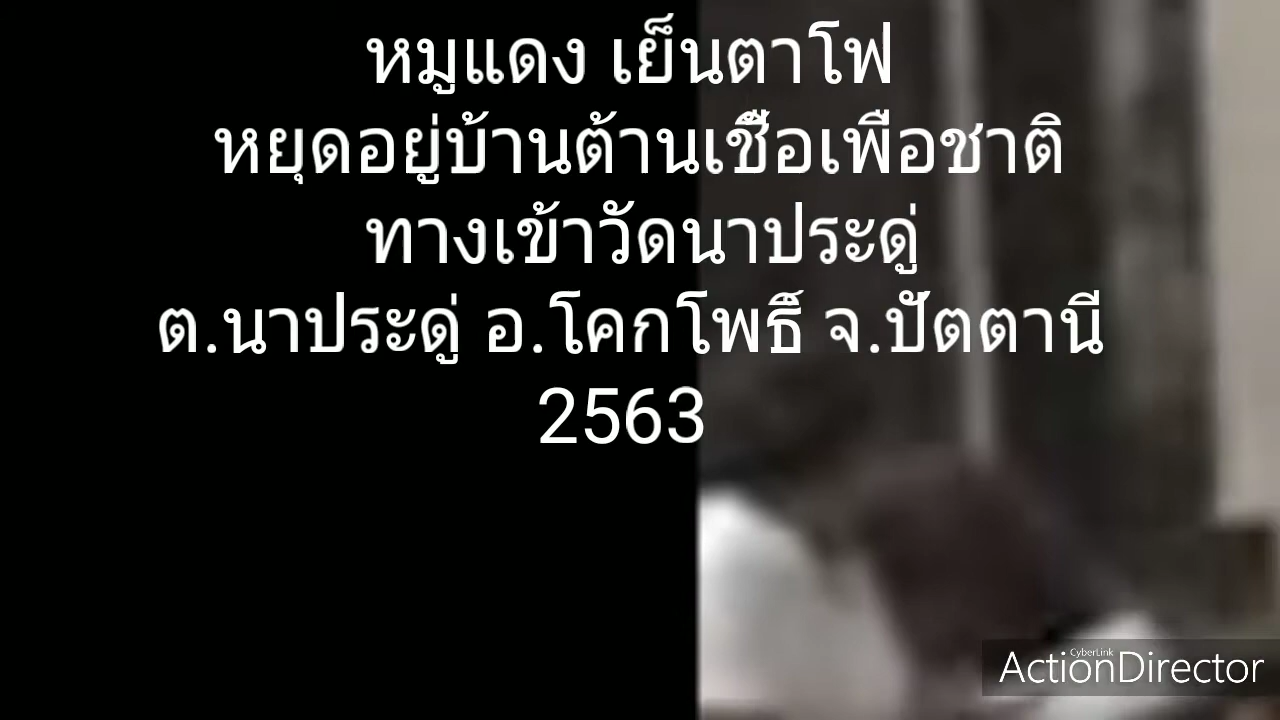 หมูแดง เย็นตาโฟ
หยุดอยู่บ้านต้านเชื้อเพื่อชาติ
ทางเข้าวัดนาประดู่
ต.นาประดู่ อ.โคกโพธิ์ จ.ปัตตานี
2563
CyberLink
ActionDirector